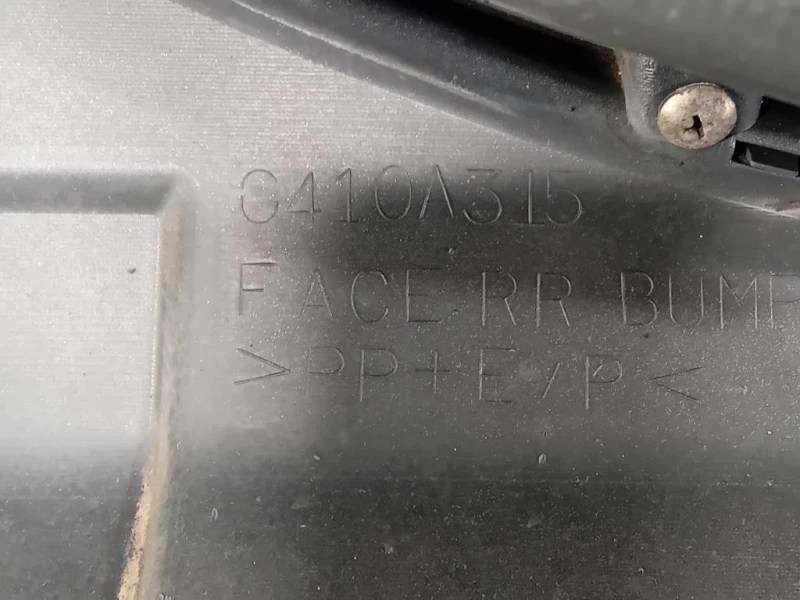 6410A315
FACE,RR BUMP
>PP+E/P<